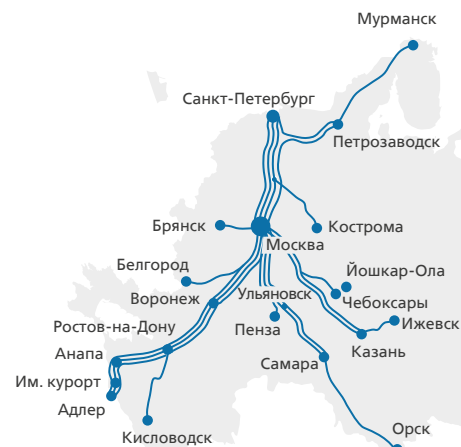 Мурманск
Санкт-Петербург
Петрозаводск
Брянск
Кострома
Москва
Белгород
Йошкар-Ола
Воронеж
Ульяновск
Чебоксары
Ростов-на-Дону
Пенза
Ижевск
Анапа
Казань
Самара
Им. курорт
Адлер
Орск
Кисловодск